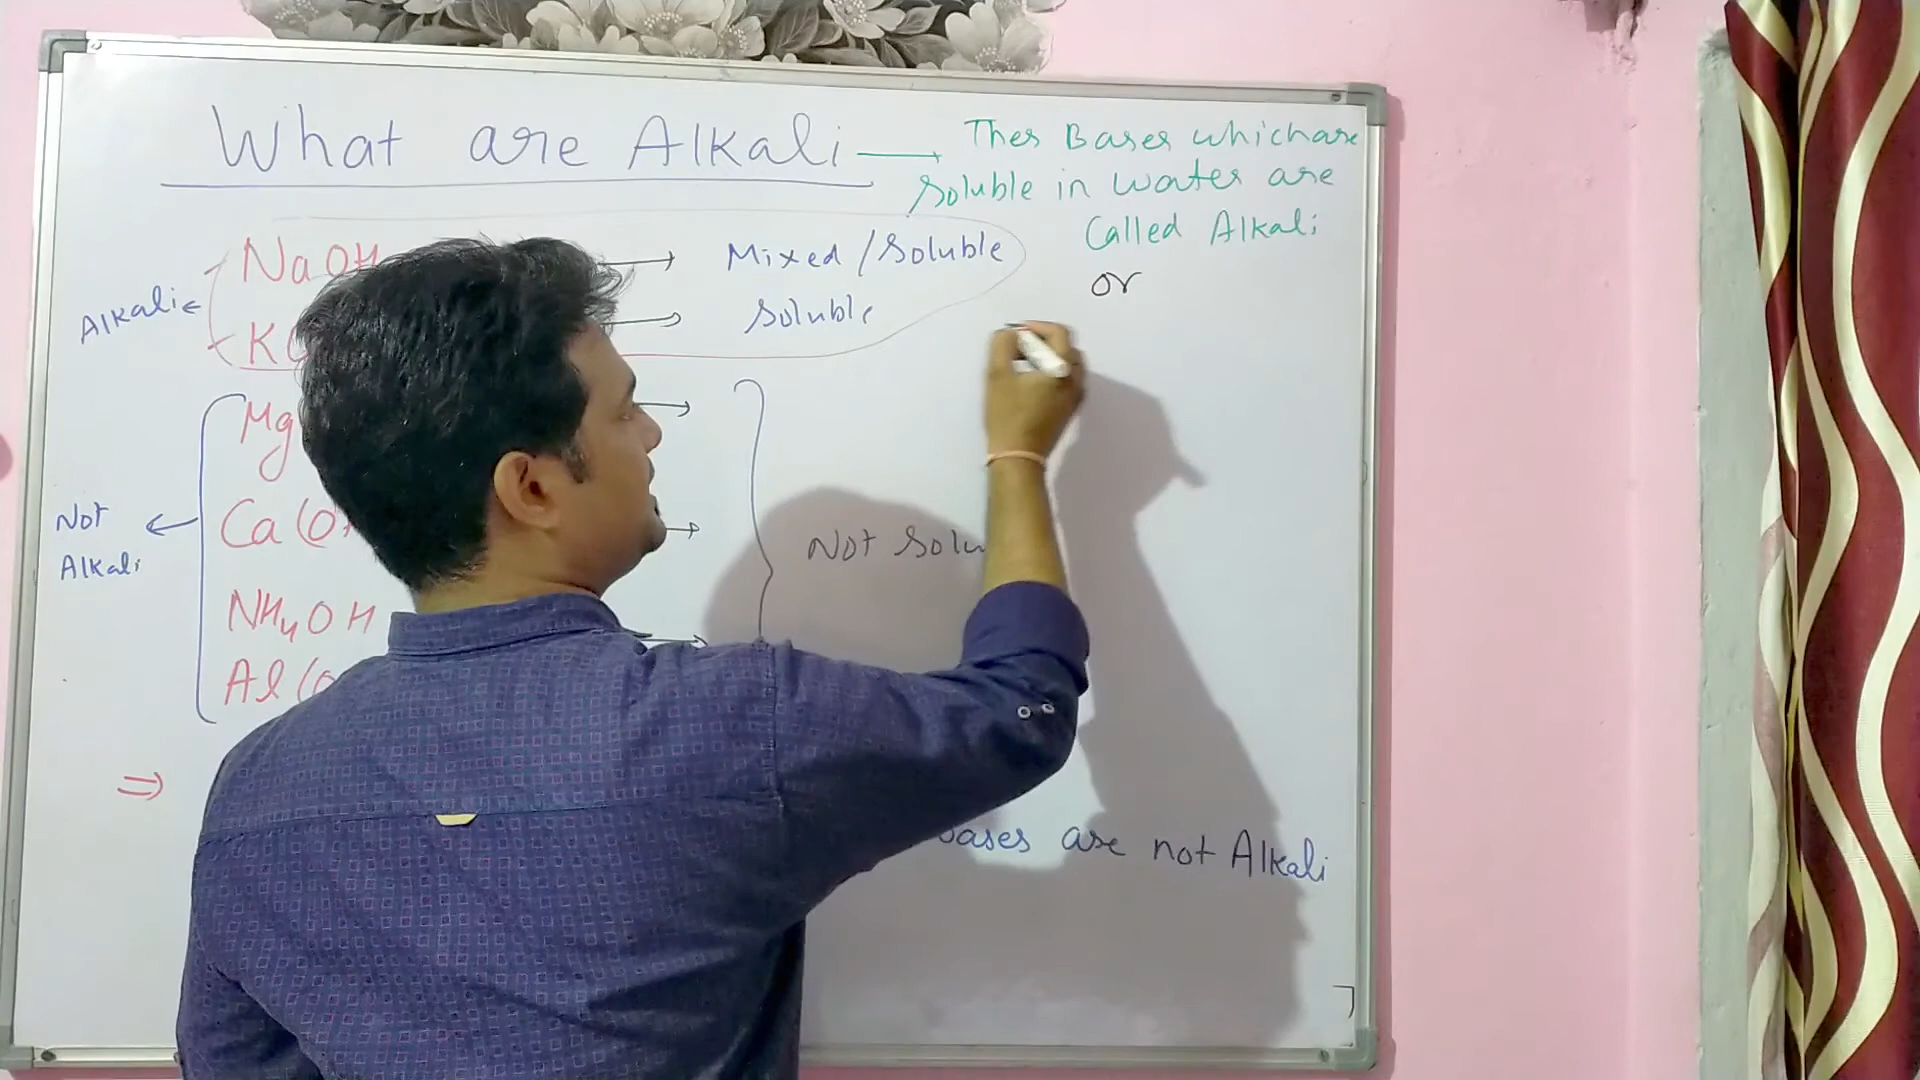 What are Alkali → Thes Bases which are
soluble in water are
Called Alkali
or
NaOH → Mixed / Soluble
Alkali ←
K → Soluble
Mg →
Not
Alkali ←
Ca(OH →
Not Solu
NH₄OH →
Al(O
⇒
Bases are not Alkali